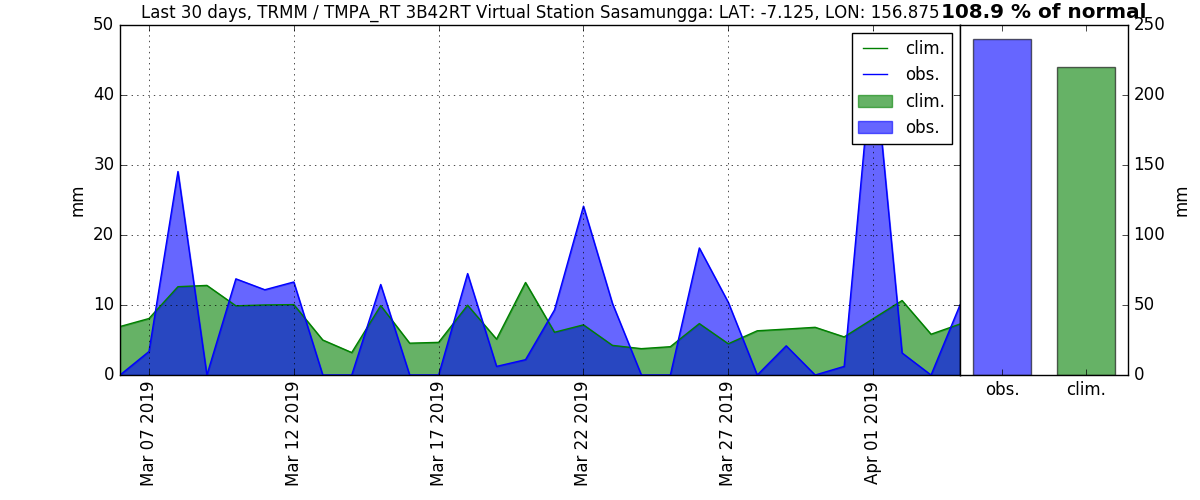 Last 30 days, TRMM / TMPA_RT 3B42RT Virtual Station Sasamungga: LAT: -7.125, LON: 156.875
108.9 % of normal
50
40
30
20
10
0
mm
clim.
obs.
clim.
obs.
Mar 07 2019
Mar 12 2019
Mar 17 2019
Mar 22 2019
Mar 27 2019
Apr 01 2019
250
200
150
100
50
0
mm
obs.
clim.